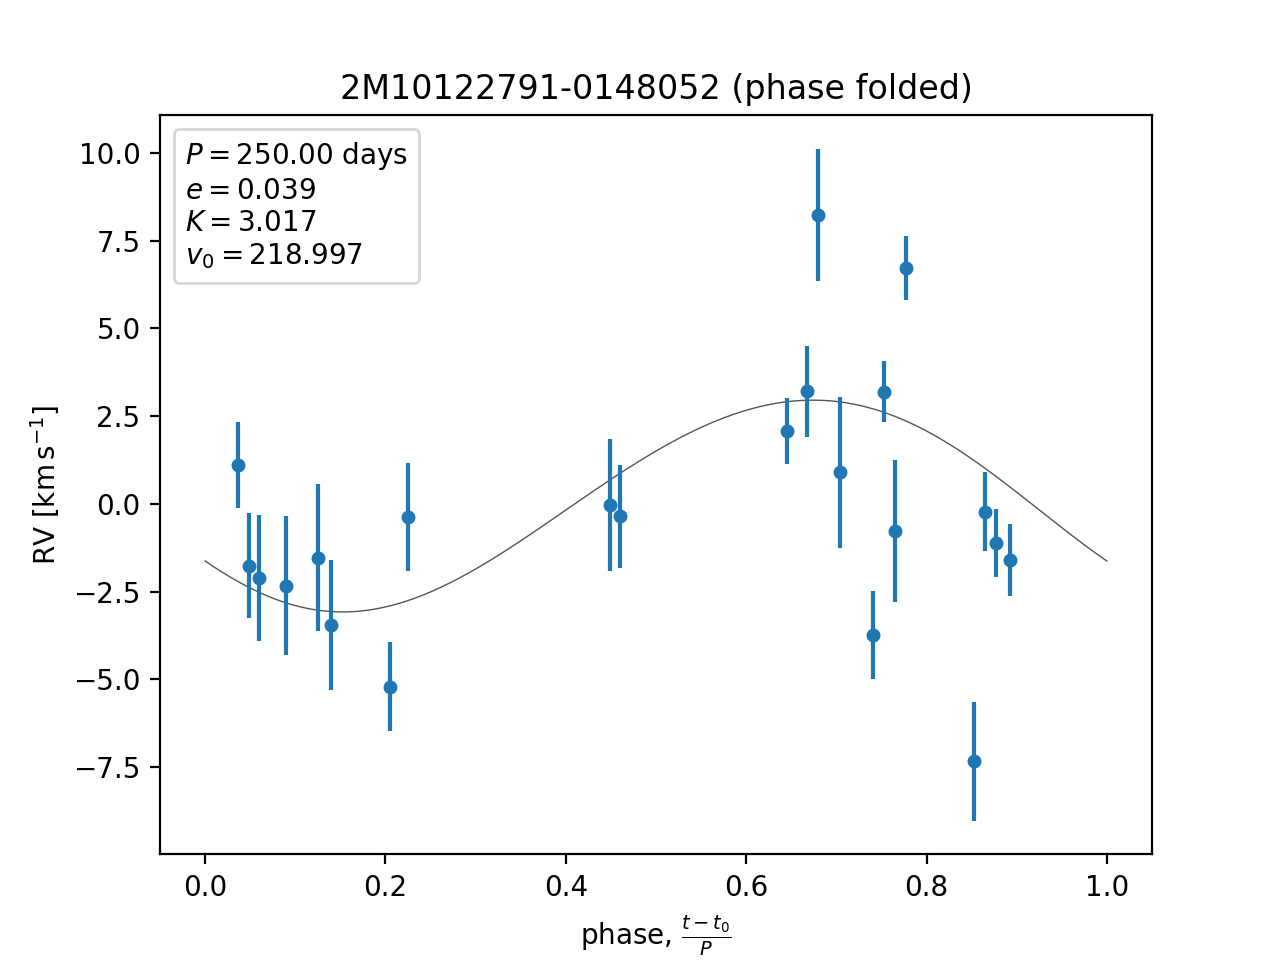 2M10122791-0148052 (phase folded)
P = 250.00 days
e = 0.039
K = 3.017
v₀ = 218.997
10.0
7.5
5.0
2.5
0.0
−2.5
−5.0
−7.5
RV [km s⁻¹]
0.0 0.2 0.4 0.6 0.8 1.0
phase, (t − t₀)/P